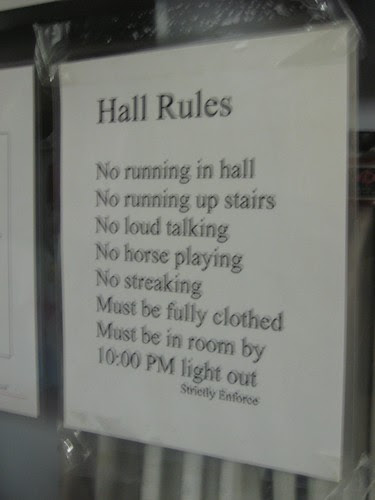 Hall Rules
No running in hall
No running up stairs
No loud talking
No horse playing
No streaking
Must be fully clothed
Must be in room by
10:00 PM light out
Strictly Enforce